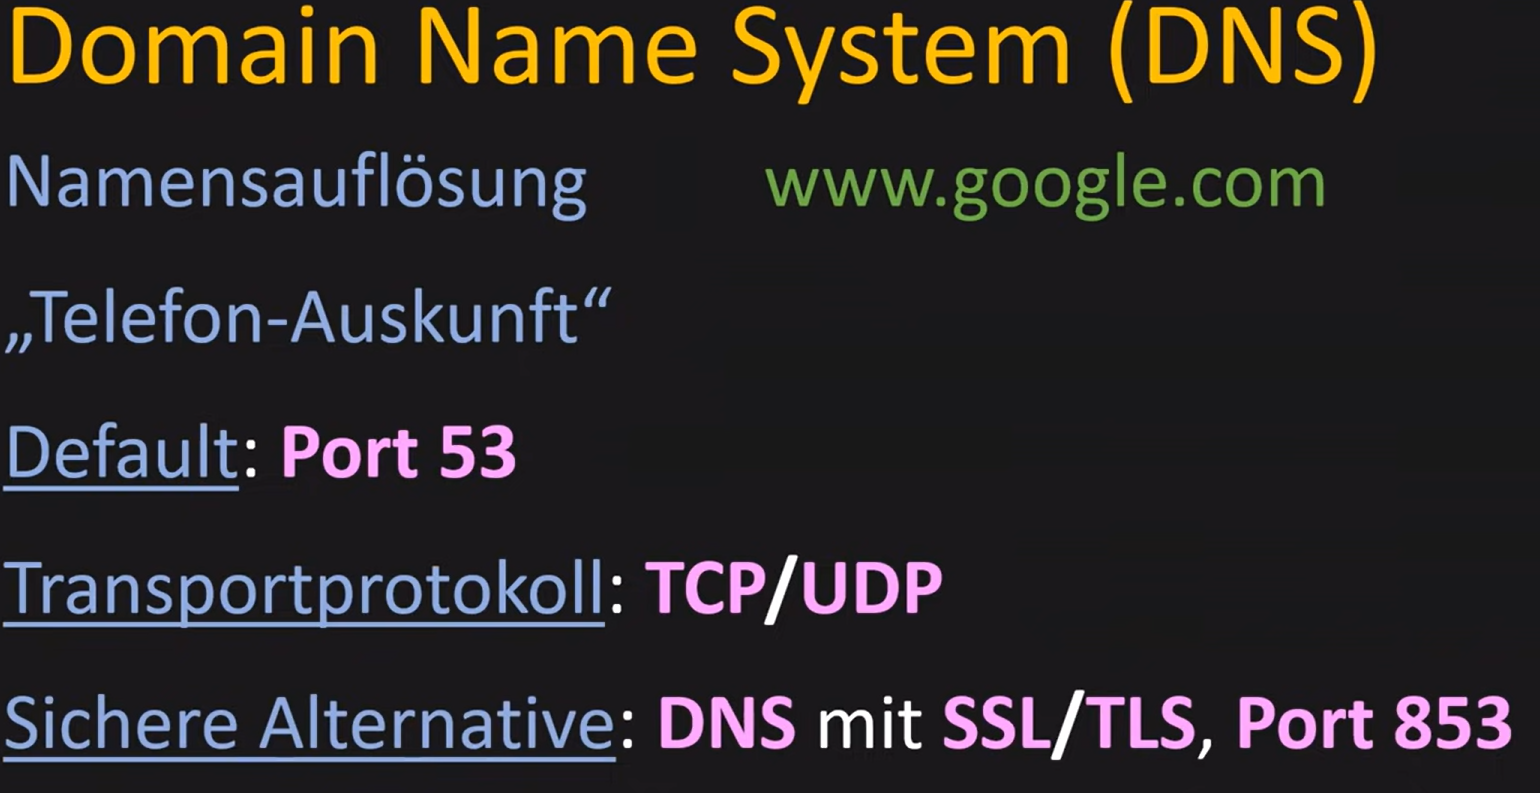 Domain Name System (DNS)
Namensauflösung www.google.com
„Telefon-Auskunft“
Default: Port 53
Transportprotokoll: TCP/UDP
Sichere Alternative: DNS mit SSL/TLS, Port 853